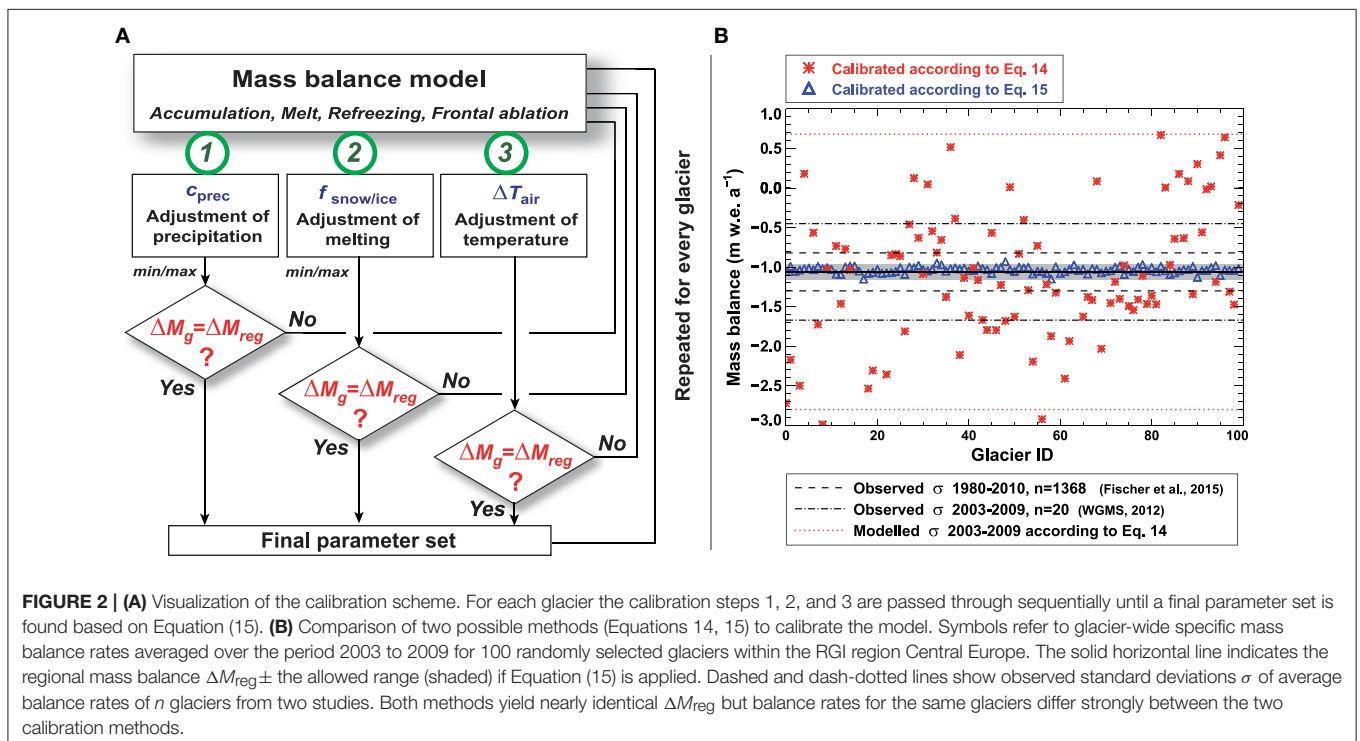 A
Mass balance model
Accumulation, Melt, Refreezing, Frontal ablation
1
2
3
c prec
Adjustment of
precipitation
f snow/ice
Adjustment of
melting
ΔT air
Adjustment of
temperature
min/max
min/max
ΔMg=ΔMreg
?
No
Yes
ΔMg=ΔMreg
?
No
Yes
ΔMg=ΔMreg
?
No
Yes
Final parameter set
Repeated for every glacier
B
Calibrated according to Eq. 14
Calibrated according to Eq. 15
Mass balance (m w.e. a⁻¹)
1.0
0.5
0.0
−0.5
−1.0
−1.5
−2.0
−2.5
−3.0
0 20 40 60 80 100
Glacier ID
Observed σ 1980-2010, n=1368 (Fischer et al., 2015)
Observed σ 2003-2009, n=20 (WGMS, 2012)
Modelled σ 2003-2009 according to Eq. 14
FIGURE 2 | (A) Visualization of the calibration scheme. For each glacier the calibration steps 1, 2, and 3 are passed through sequentially until a final parameter set is
found based on Equation (15). (B) Comparison of two possible methods (Equations 14, 15) to calibrate the model. Symbols refer to glacier-wide specific mass
balance rates averaged over the period 2003 to 2009 for 100 randomly selected glaciers within the RGI region Central Europe. The solid horizontal line indicates the
regional mass balance ΔMreg± the allowed range (shaded) if Equation (15) is applied. Dashed and dash-dotted lines show observed standard deviations σ of average
balance rates of n glaciers from two studies. Both methods yield nearly identical ΔMreg but balance rates for the same glaciers differ strongly between the two
calibration methods.